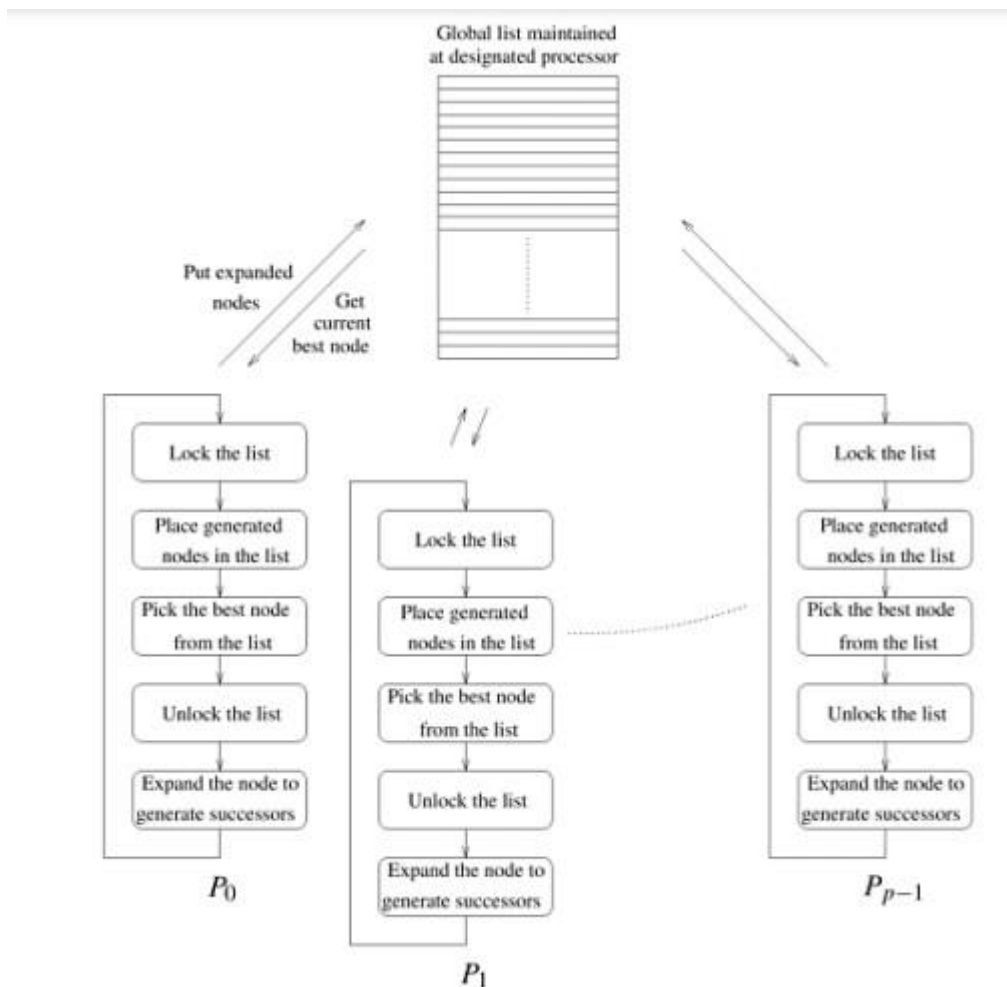 Global list maintained
at designated processor
Put expanded
nodes
Get
current
best node
Lock the list
Place generated
nodes in the list
Pick the best node
from the list
Unlock the list
Expand the node to
generate successors
P0
Lock the list
Place generated
nodes in the list
Pick the best node
from the list
Unlock the list
Expand the node to
generate successors
P1
Lock the list
Place generated
nodes in the list
Pick the best node
from the list
Unlock the list
Expand the node to
generate successors
Pp−1